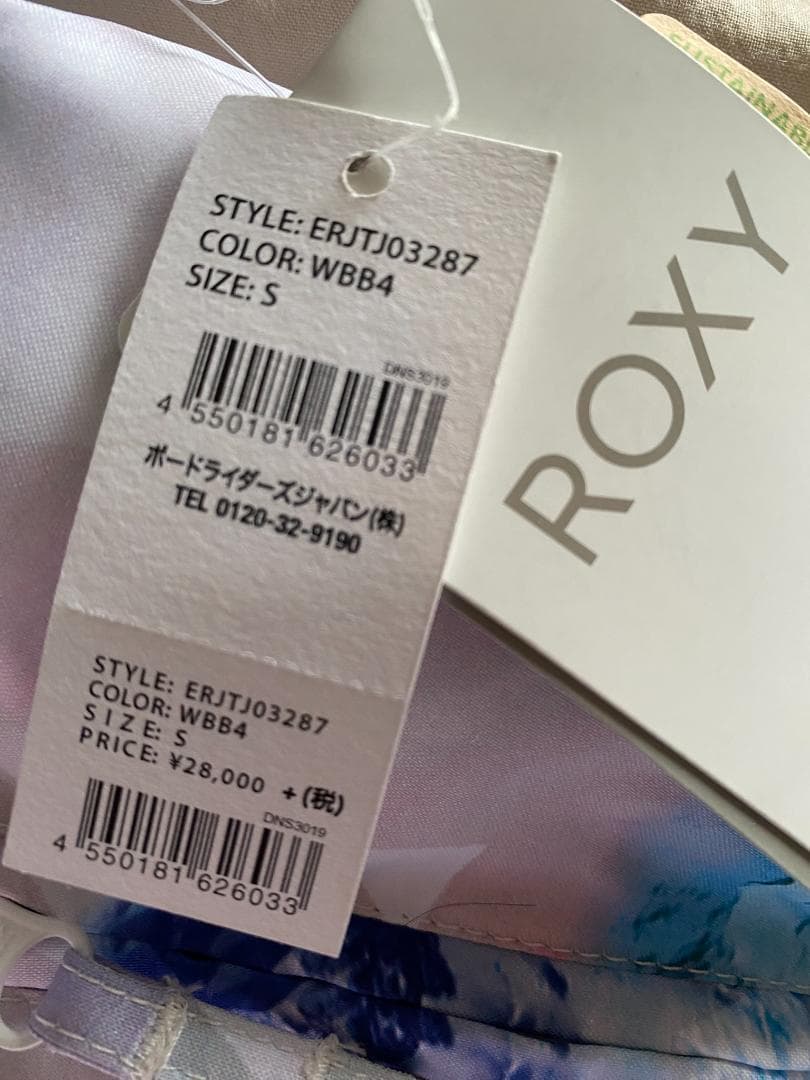 STYLE: ERJTJ03287
COLOR: WBB4
SIZE: S
DNS3019
4 550181 626033
ボードライダーズジャパン(株)
TEL 0120-32-9190
STYLE: ERJTJ03287
COLOR: WBB4
SIZE: S
PRICE: ¥28,000 +(税)
DNS3019
4 550181 626033
ROXY